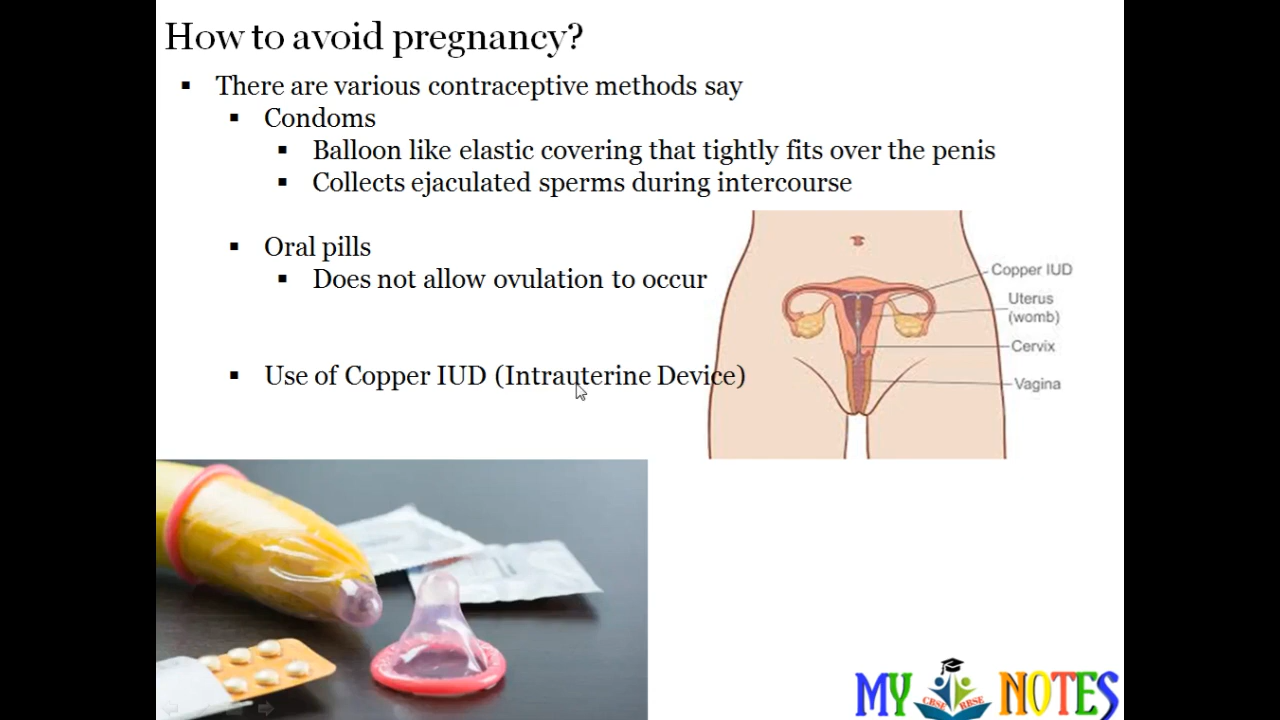 How to avoid pregnancy?
There are various contraceptive methods say
Condoms
Balloon like elastic covering that tightly fits over the penis
Collects ejaculated sperms during intercourse
Oral pills
Does not allow ovulation to occur
Use of Copper IUD (Intrauterine Device)
Copper IUD
Uterus
(womb)
Cervix
Vagina
MY NOTES
CBSE RBSE